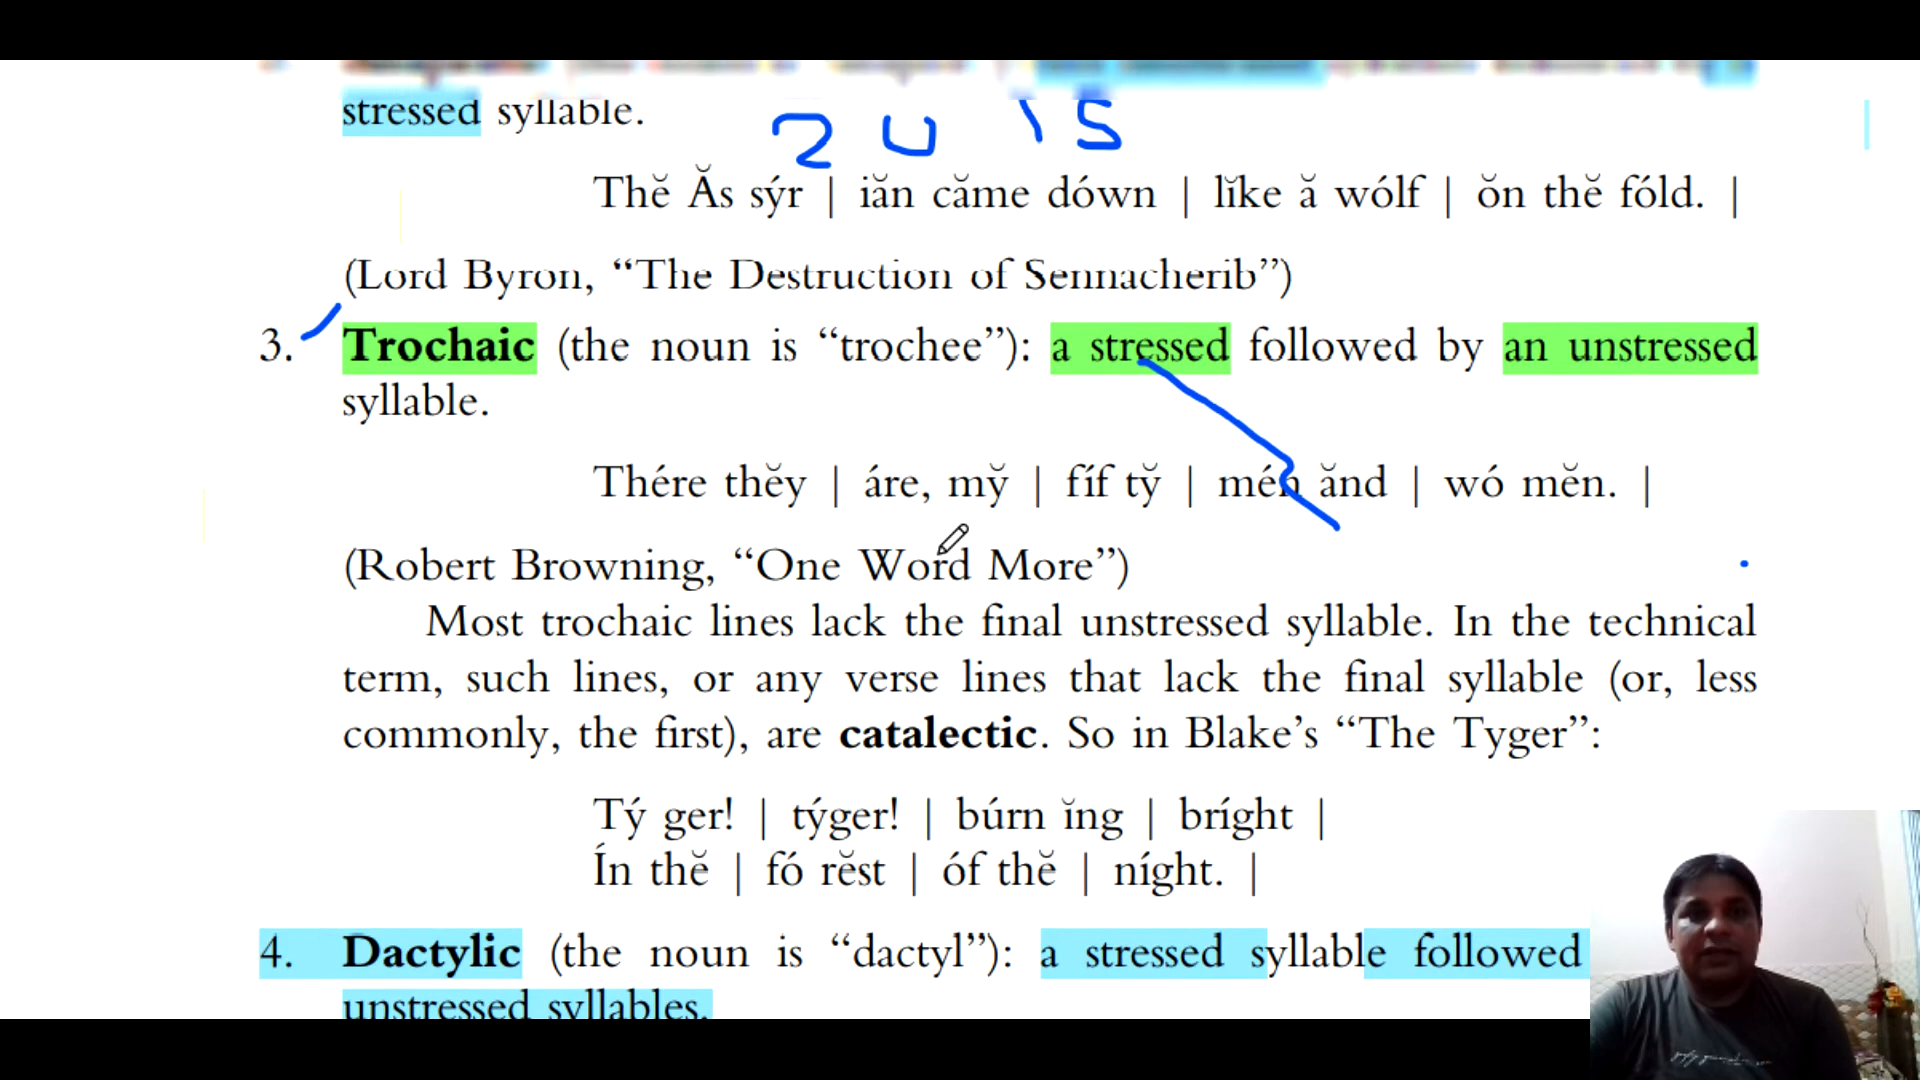 stressed syllable.
2 U \ S
Thĕ Ăs sýr | iăn căme dówn | lĭke ă wólf | ŏn thĕ fóld. |
(Lord Byron, “The Destruction of Sennacherib”)
3. Trochaic (the noun is “trochee”): a stressed followed by an unstressed
syllable.
Thére thĕy | áre, my̆ | fíf ty̆ | mén ănd | wó mĕn. |
(Robert Browning, “One Word More”)
Most trochaic lines lack the final unstressed syllable. In the technical
term, such lines, or any verse lines that lack the final syllable (or, less
commonly, the first), are catalectic. So in Blake’s “The Tyger”:
Tý ger! | týger! | búrn ĭng | bríght |
Ín thĕ | fó rĕst | óf thĕ | níght. |
4. Dactylic (the noun is “dactyl”): a stressed syllable followed
unstressed syllables.